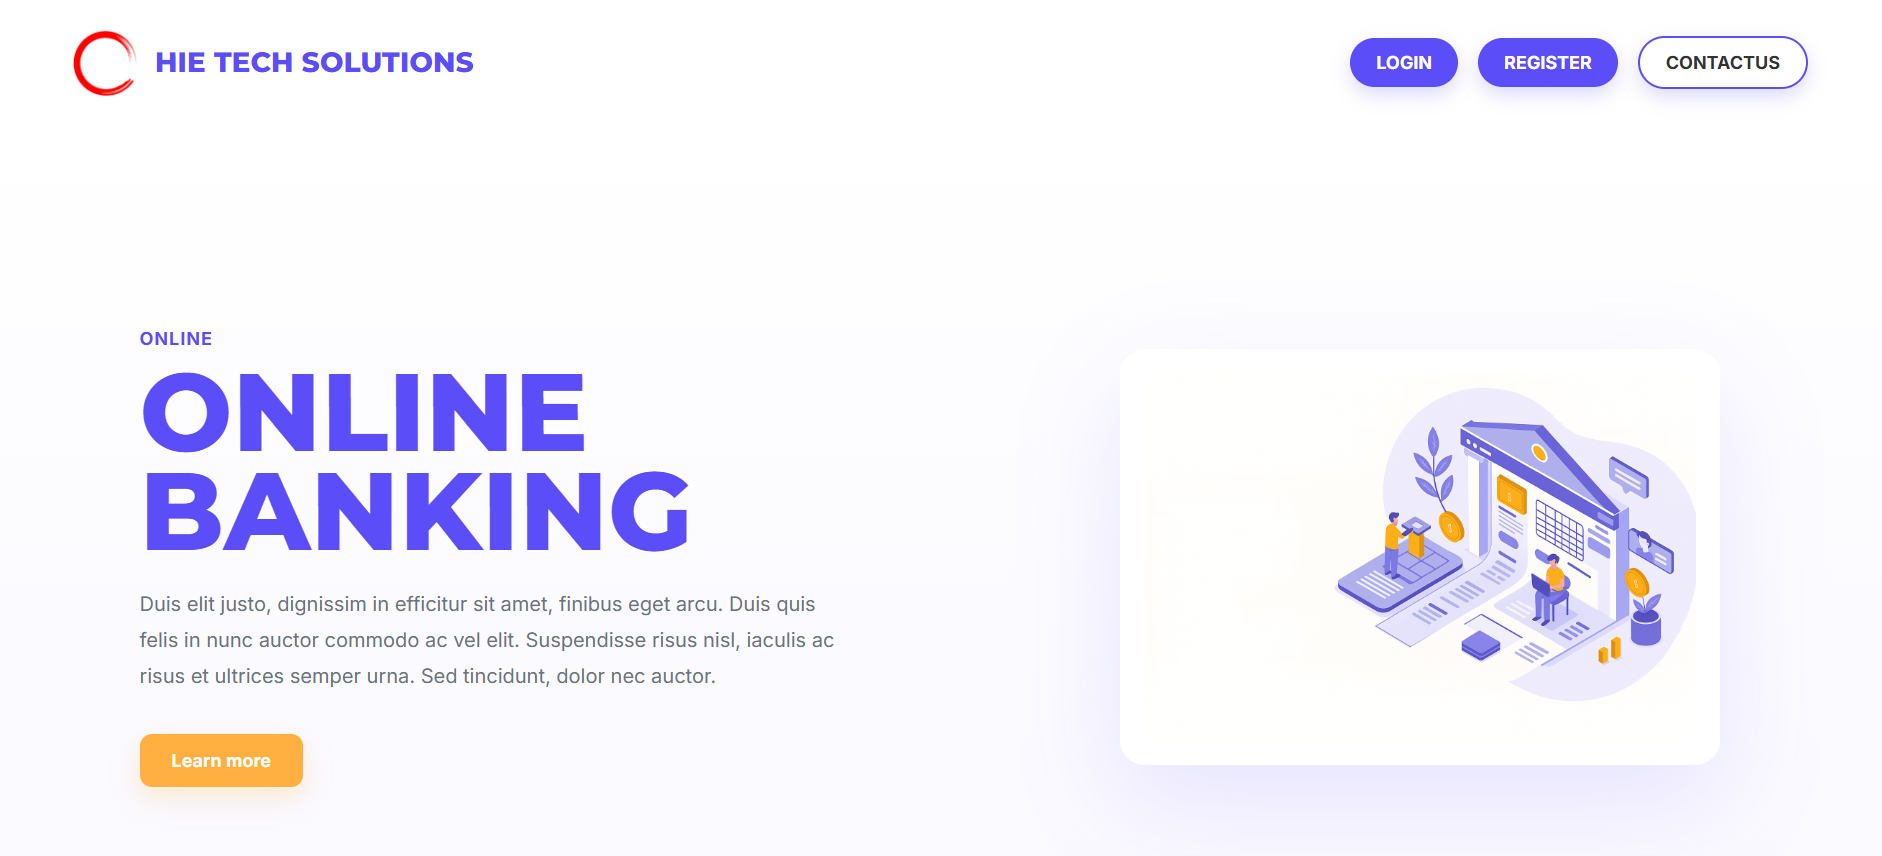 HIE TECH SOLUTIONS
LOGIN
REGISTER
CONTACTUS
ONLINE
ONLINE
BANKING
Duis elit justo, dignissim in efficitur sit amet, finibus eget arcu. Duis quis
felis in nunc auctor commodo ac vel elit. Suspendisse risus nisl, iaculis ac
risus et ultrices semper urna. Sed tincidunt, dolor nec auctor.
Learn more